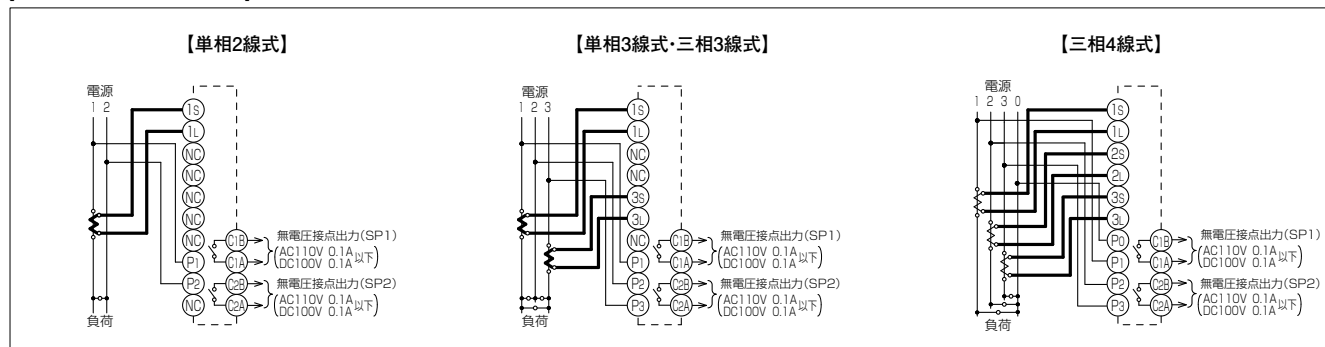 【単相2線式】
電源
1 2
1S
1L
NC
NC
NC
NC
NC
P1
P2
NC
C1B
C1A
C2B
C2A
無電圧接点出力(SP1)
(AC110V 0.1A
DC100V 0.1A以下)
無電圧接点出力(SP2)
(AC110V 0.1A
DC100V 0.1A以下)
負荷
【単相3線式・三相3線式】
電源
1 2 3
1S
1L
NC
NC
3S
3L
NC
P1
P2
P3
C1B
C1A
C2B
C2A
無電圧接点出力(SP1)
(AC110V 0.1A
DC100V 0.1A以下)
無電圧接点出力(SP2)
(AC110V 0.1A
DC100V 0.1A以下)
負荷
【三相4線式】
電源
1 2 3 0
1S
1L
2S
2L
3S
3L
P0
P1
P2
P3
C1B
C1A
C2B
C2A
無電圧接点出力(SP1)
(AC110V 0.1A
DC100V 0.1A以下)
無電圧接点出力(SP2)
(AC110V 0.1A
DC100V 0.1A以下)
負荷